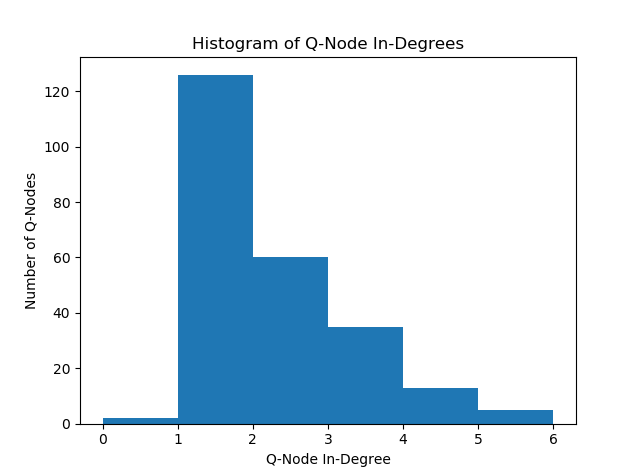 Histogram of Q-Node In-Degrees
120
100
80
60
40
20
0
Number of Q-Nodes
0 1 2 3 4 5 6
Q-Node In-Degree